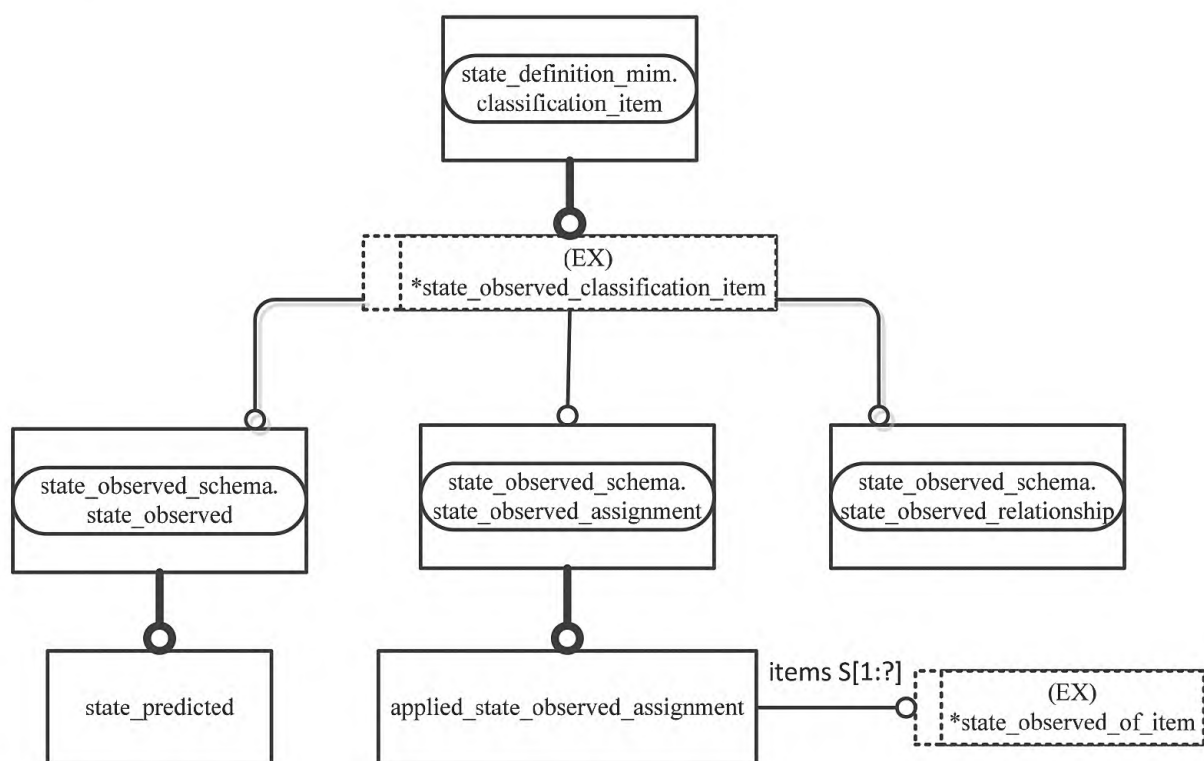 state_definition_mim.
classification_item
(EX)
*state_observed_classification_item
state_observed_schema.
state_observed
state_observed_schema.
state_observed_assignment
state_observed_schema.
state_observed_relationship
state_predicted
applied_state_observed_assignment
items S[1:?]
(EX)
*state_observed_of_item